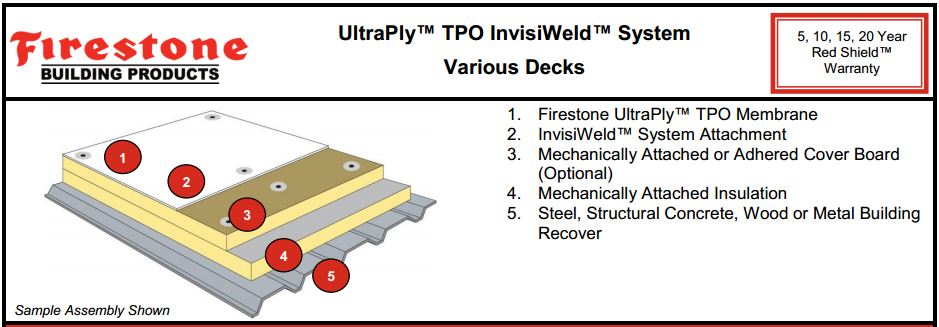 Firestone
BUILDING PRODUCTS
UltraPly™ TPO InvisiWeld™ System
Various Decks
5, 10, 15, 20 Year
Red Shield™
Warranty
1. Firestone UltraPly™ TPO Membrane
2. InvisiWeld™ System Attachment
3. Mechanically Attached or Adhered Cover Board
(Optional)
4. Mechanically Attached Insulation
5. Steel, Structural Concrete, Wood or Metal Building
Recover
1
2
3
4
5
Sample Assembly Shown